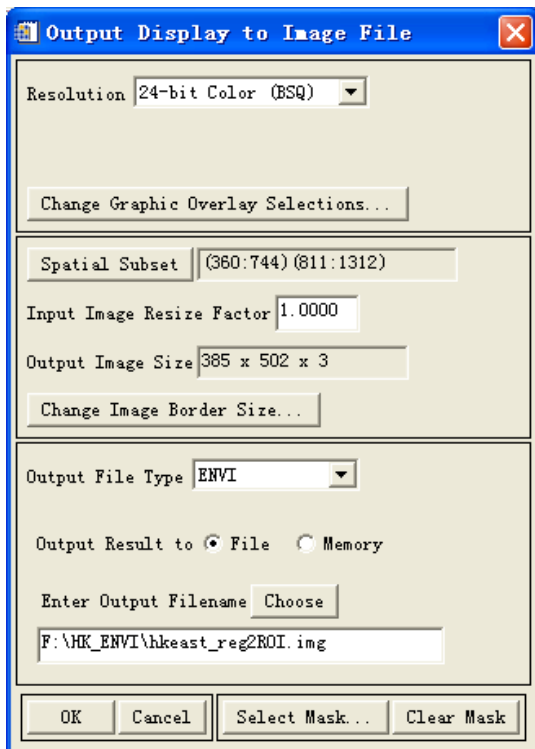 Output Display to Image File
Resolution 24-bit Color (BSQ)
Change Graphic Overlay Selections...
Spatial Subset (360:744)(811:1312)
Input Image Resize Factor 1.0000
Output Image Size 385 x 502 x 3
Change Image Border Size...
Output File Type ENVI
Output Result to File Memory
Enter Output Filename Choose
F:\HK_ENVI\hkeast_reg2ROI.img
OK Cancel Select Mask... Clear Mask